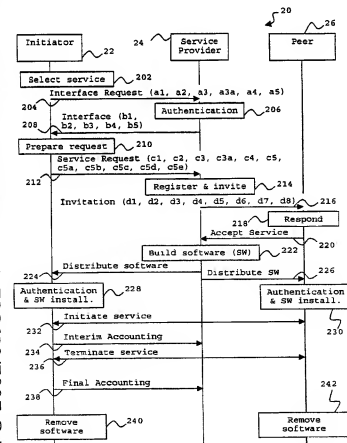 20
Initiator
22
24
Service
Provider
Peer
26
Select service
202
Interface Request (a1, a2, a3, a3a, a4, a5)
204
Authentication
206
208
Interface (b1,
b2, b3, b4, b5)
Prepare request
210
Service Request (c1, c2, c3, c3a, c4, c5,
c5a, c5b, c5c, c5d, c5e)
212
Register & invite
214
Invitation (d1, d2, d3, d4, d5, d6, d7, d8)
216
218
Respond
Accept Service
220
Build software (SW)
222
Distribute software
224
Distribute SW
226
Authentication
& SW install.
228
Authentication
& SW install.
230
Initiate service
232
Interim Accounting
234
Terminate service
236
Final Accounting
238
Remove
software
240
242
Remove
software